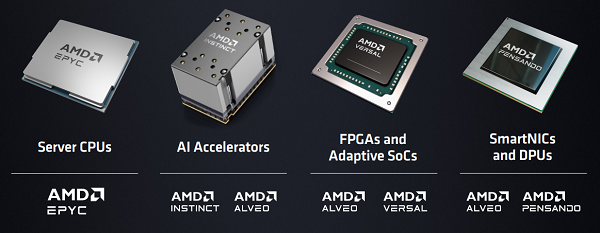 AMD
EPYC
AMD
INSTINCT
AMD
VERSAL
AMD
PENSANDO
Server CPUs
AI Accelerators
FPGAs and
Adaptive SoCs
SmartNICs
and DPUs
AMD
EPYC
AMD
INSTINCT
AMD
ALVEO
AMD
ALVEO
AMD
VERSAL
AMD
ALVEO
AMD
PENSANDO